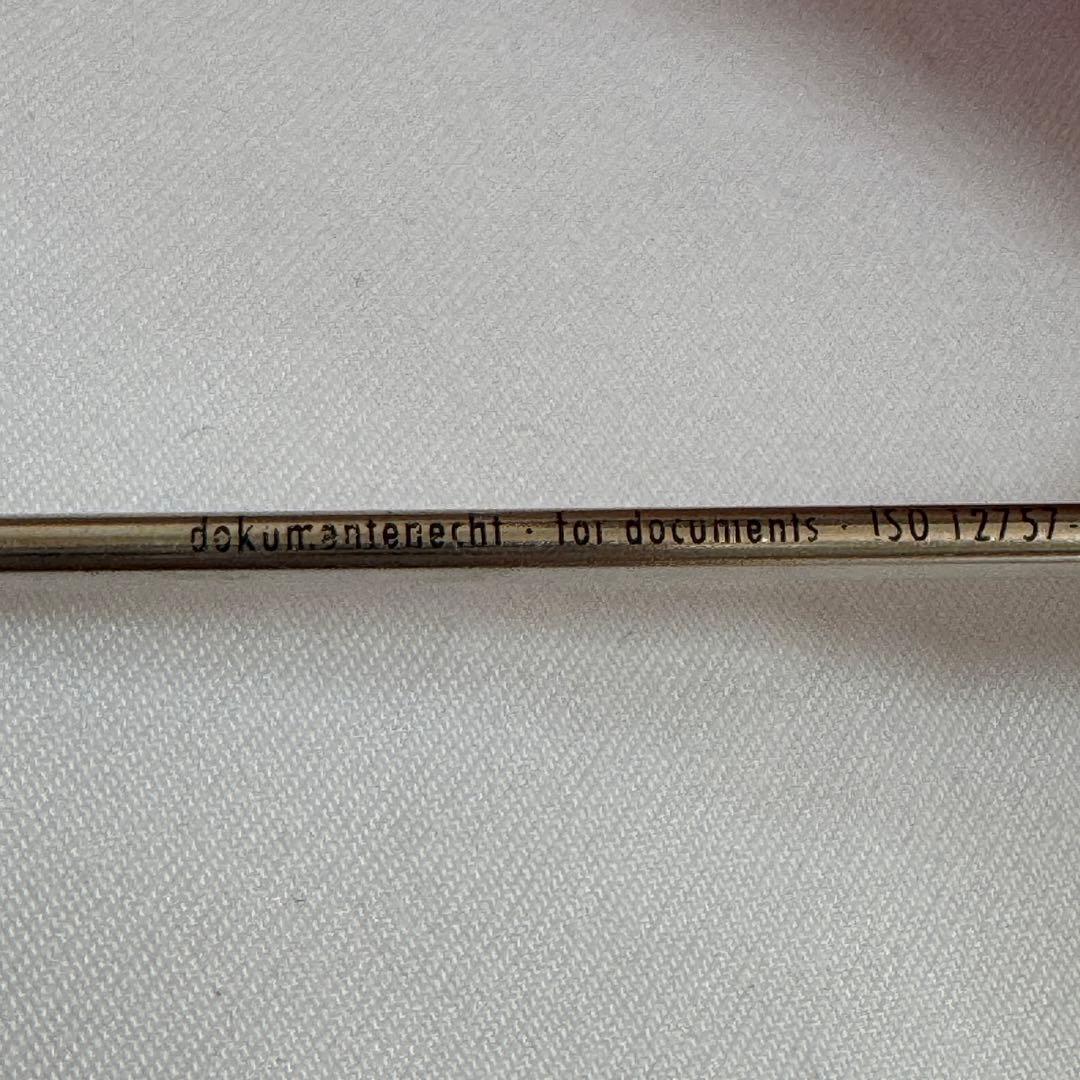 dokumentenecht · for documents · ISO 12757-